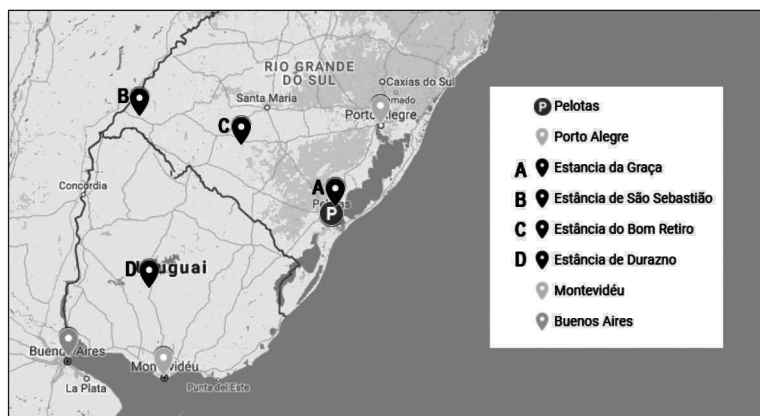 RIO GRANDE
DO SUL
Caxias do Sul
Santa Maria
Porto Alegre
B
C
A
Concordia
Pelotas
P
D
Uruguai
Buenos Aires
Montevidéu
La Plata
Punta del Este
P Pelotas
Porto Alegre
A Estancia da Graça
B Estância de São Sebastião
C Estância do Bom Retiro
D Estância de Durazno
Montevidéu
Buenos Aires